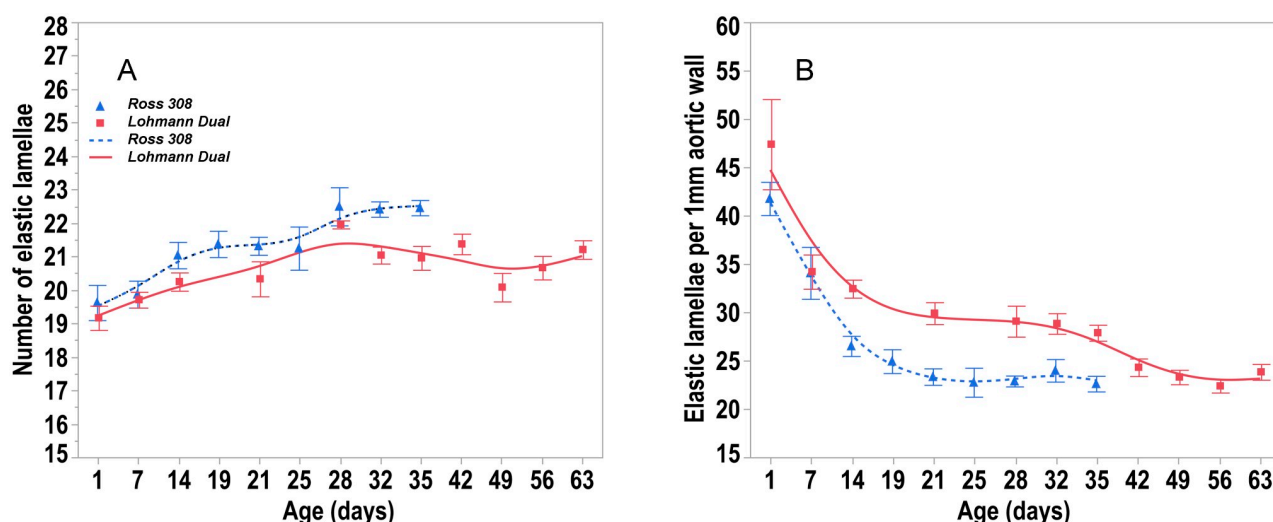 A
Number of elastic lamellae
28
27
26
25
24
23
22
21
20
19
18
17
16
15
Ross 308
Lohmann Dual
Ross 308
Lohmann Dual
1 7 14 19 21 25 28 32 35 42 49 56 63
Age (days)
B
Elastic lamellae per 1mm aortic wall
60
55
50
45
40
35
30
25
20
15
1 7 14 19 21 25 28 32 35 42 49 56 63
Age (days)